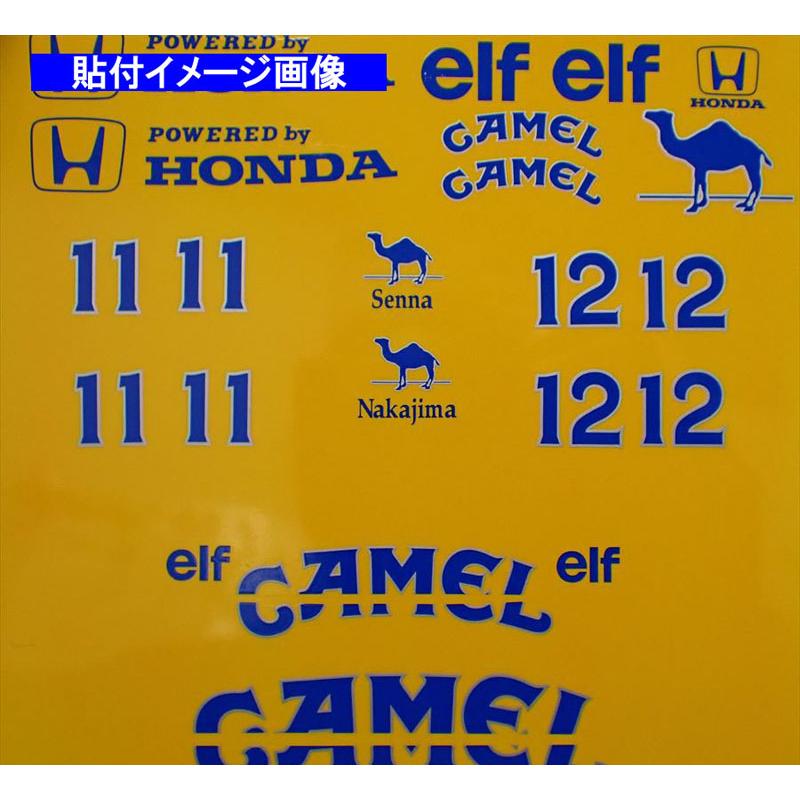 POWERED by
貼付イメージ画像
elf elf
HONDA
POWERED by
HONDA
CAMEL
CAMEL
11 11
Senna
12 12
Nakajima
11 11
12 12
elf CAMEL elf
CAMEL